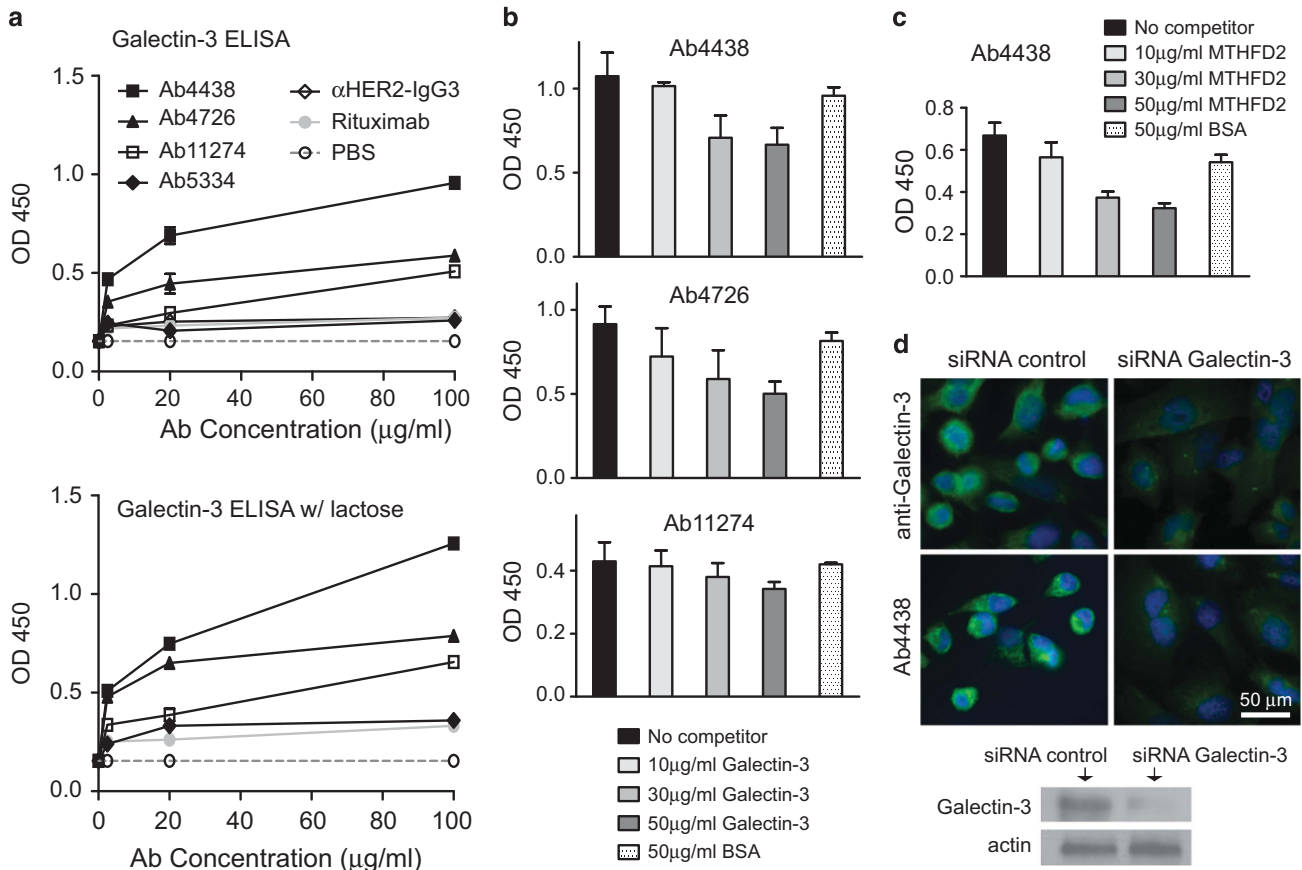 a
Galectin-3 ELISA
1.5
1.0
0.5
0.0
OD 450
Ab4438
Ab4726
Ab11274
Ab5334
αHER2-IgG3
Rituximab
PBS
0 20 40 60 80 100
Ab Concentration (μg/ml)
Galectin-3 ELISA w/ lactose
1.5
1.0
0.5
0.0
OD 450
0 20 40 60 80 100
Ab Concentration (μg/ml)
b
Ab4438
1.0
0.5
0.0
OD 450
Ab4726
1.0
0.5
0.0
OD 450
Ab11274
0.4
0.2
0.0
OD 450
No competitor
10μg/ml Galectin-3
30μg/ml Galectin-3
50μg/ml Galectin-3
50μg/ml BSA
c
Ab4438
No competitor
10μg/ml MTHFD2
30μg/ml MTHFD2
50μg/ml MTHFD2
50μg/ml BSA
0.8
0.6
0.4
0.2
0.0
OD 450
d
siRNA control siRNA Galectin-3
anti-Galectin-3
Ab4438
50 μm
siRNA control siRNA Galectin-3
Galectin-3
actin